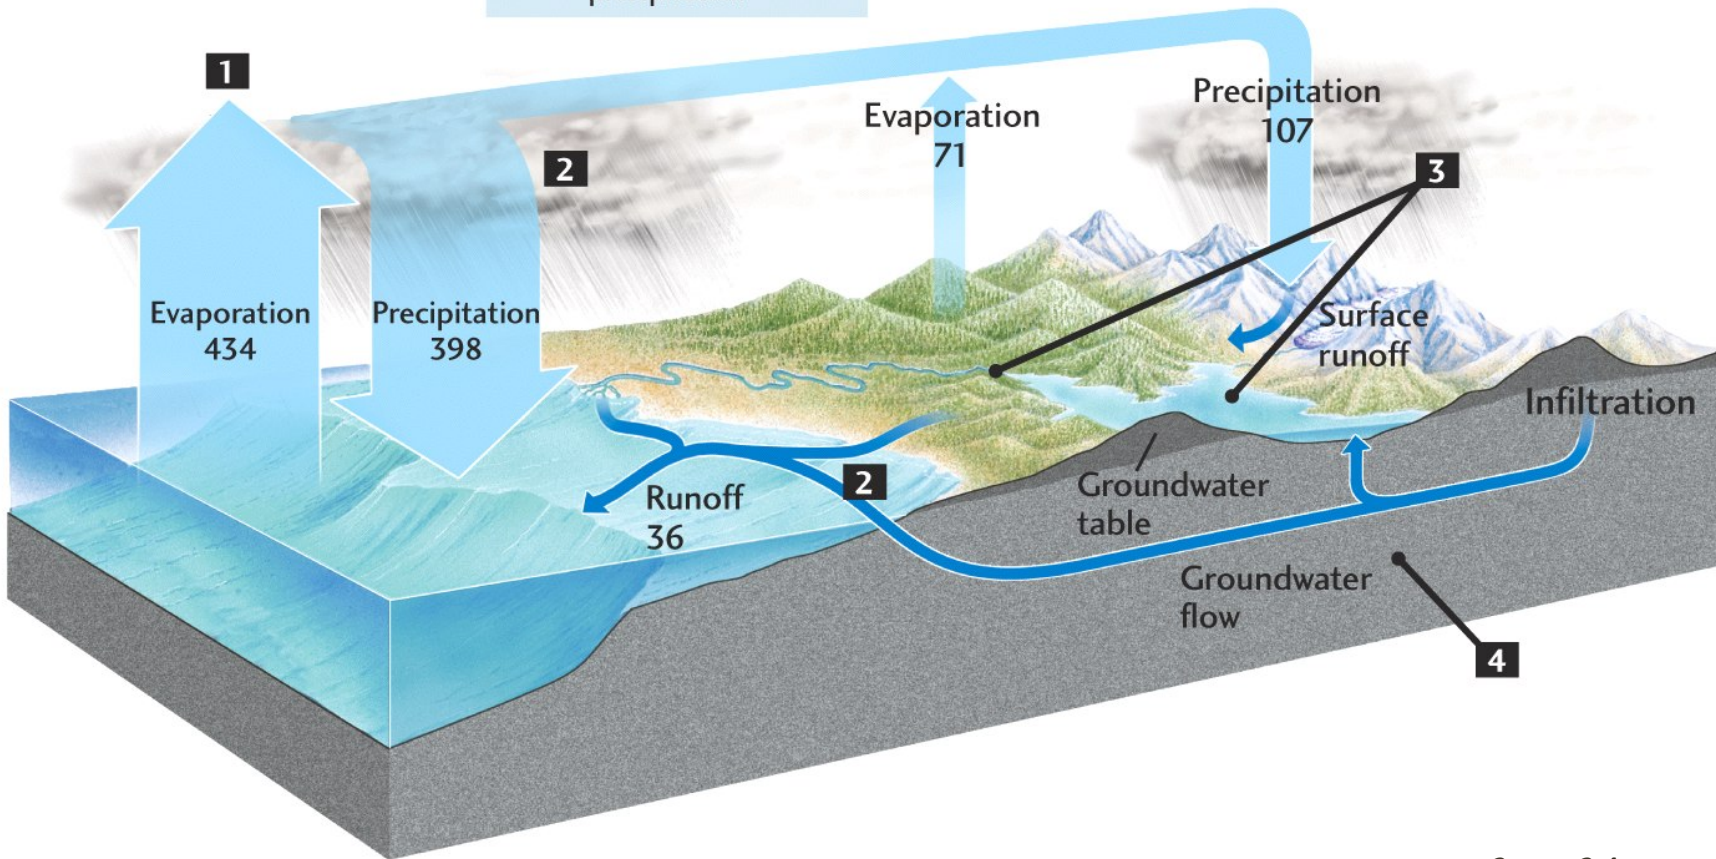 1
Evaporation
71
Precipitation
107
2
3
Evaporation
434
Precipitation
398
Surface
runoff
Infiltration
Runoff
36
2
Groundwater
table
Groundwater
flow
4